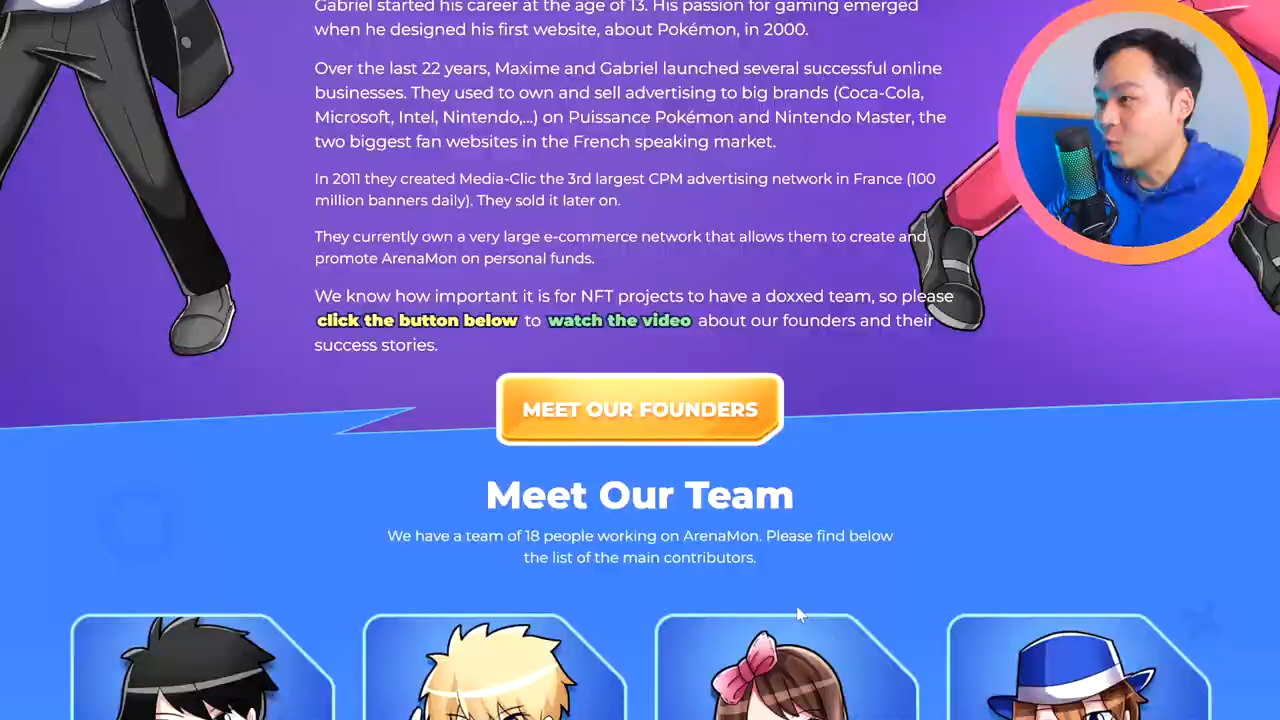 Gabriel started his career at the age of 13. His passion for gaming emerged
when he designed his first website, about Pokémon, in 2000.
Over the last 22 years, Maxime and Gabriel launched several successful online
businesses. They used to own and sell advertising to big brands (Coca-Cola,
Microsoft, Intel, Nintendo,...) on Puissance Pokémon and Nintendo Master, the
two biggest fan websites in the French speaking market.
In 2011 they created Media-Clic the 3rd largest CPM advertising network in France (100
million banners daily). They sold it later on.
They currently own a very large e-commerce network that allows them to create and
promote ArenaMon on personal funds.
We know how important it is for NFT projects to have a doxxed team, so please
click the button below to watch the video about our founders and their
success stories.
MEET OUR FOUNDERS
Meet Our Team
We have a team of 18 people working on ArenaMon. Please find below
the list of the main contributors.